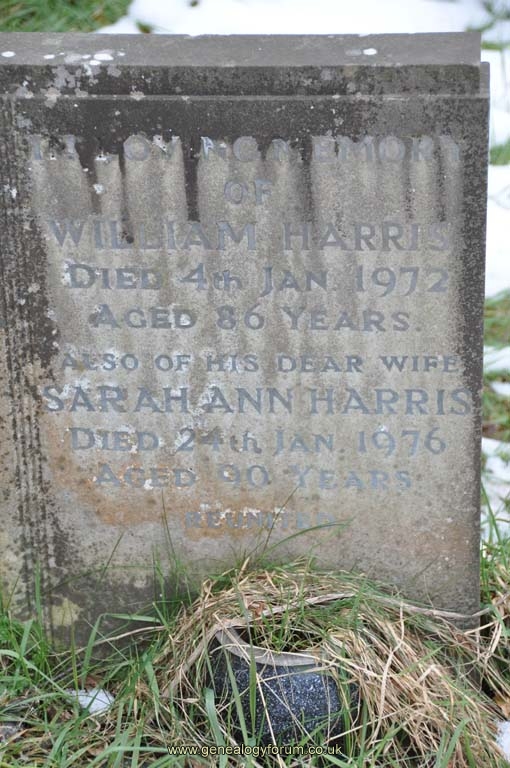 IN LOVING MEMORY
OF
WILLIAM HARRIS
DIED 4th JAN 1972
AGED 86 YEARS.
ALSO OF HIS DEAR WIFE
SARAH ANN HARRIS
DIED 24th JAN 1976
AGED 90 YEARS
REUNITED
www.genealogyforum.co.uk